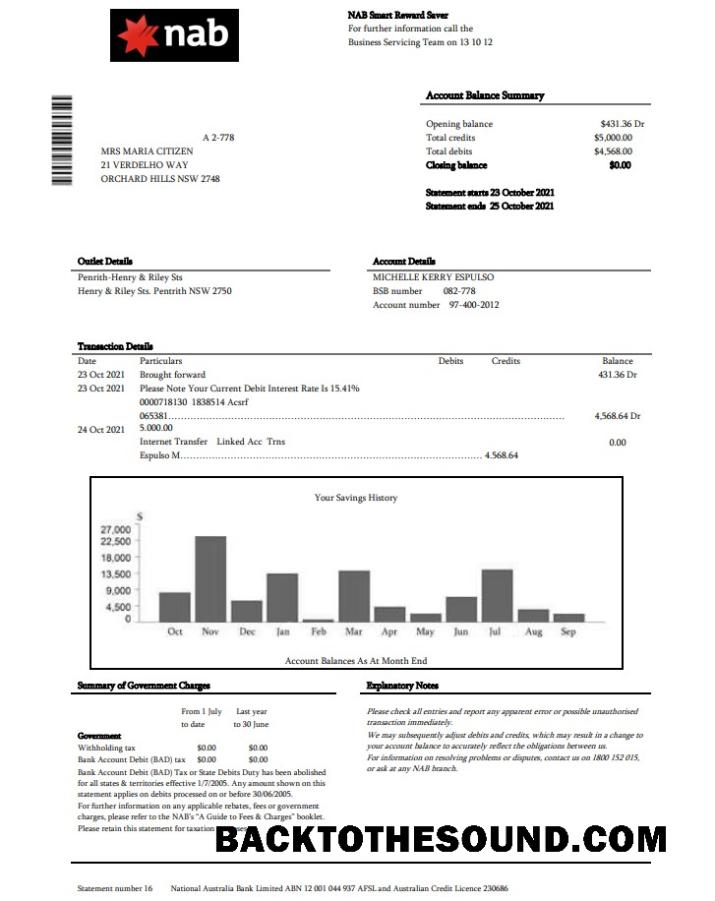 nab
NAB Smart Reward Saver
For further information call the
Business Servicing Team on 13 10 12
A 2-778
MRS MARIA CITIZEN
21 VERDELHO WAY
ORCHARD HILLS NSW 2748
Account Balance Summary
Opening balance $431.36 Dr
Total credits $5,000.00
Total debits $4,568.00
Closing balance $0.00
Statement starts 23 October 2021
Statement ends 25 October 2021
Outlet Details
Penrith-Henry & Riley Sts
Henry & Riley Sts. Pentrith NSW 2750
Account Details
MICHELLE KERRY ESPULSO
BSB number 082-778
Account number 97-400-2012
Transaction Details
Date Particulars Debits Credits Balance
23 Oct 2021 Brought forward 431.36 Dr
23 Oct 2021 Please Note Your Current Debit Interest Rate Is 15.41%
0000718130 1838514 Acsrf
065381........................................................................ 4,568.64 Dr
24 Oct 2021 5.000.00
Internet Transfer Linked Acc Trns 0.00
Espulso M........................................................................ 4.568.64
Your Savings History
$
27,000
22,500
18,000
13,500
9,000
4,500
0
Oct Nov Dec Jan Feb Mar Apr May Jun Jul Aug Sep
Account Balances As At Month End
Summary of Government Charges
From 1 July Last year
to date to 30 June
Government
Withholding tax $0.00 $0.00
Bank Account Debit (BAD) tax $0.00 $0.00
Bank Account Debit (BAD) Tax or State Debits Duty has been abolished
for all states & territories effective 1/7/2005. Any amount shown on this
statement applies on debits processed on or before 30/06/2005.
For further information on any applicable rebates, fees or government
charges, please refer to the NAB's "A Guide to Fees & Charges" booklet.
Please retain this statement for taxation
Explanatory Notes
Please check all entries and report any apparent error or possible unauthorised
transaction immediately.
We may subsequently adjust debits and credits, which may result in a change to
your account balance to accurately reflect the obligations between us.
For information on resolving problems or disputes, contact us on 1800 152 015,
or ask at any NAB branch.
BACKTOTHESOUND.COM
Statement number 16 National Australia Bank Limited ABN 12 001 044 937 AFSL and Australian Credit Licence 230686